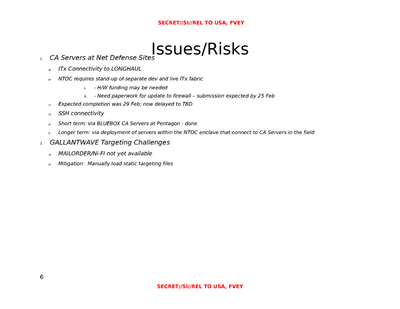 SECRET//SI//REL TO USA, FVEY
Issues/Risks
1. CA Servers at Net Defense Sites
ITx Connectivity to LONGHAUL
NTOC requires stand-up of separate dev and live ITx fabric
i. - H/W funding may be needed
ii. - Need paperwork for update to firewall – submission expected by 25 Feb
Expected completion was 29 Feb; now delayed to TBD
SSH connectivity
Short term: via BLUEBOX CA Servers at Pentagon - done
Longer term: via deployment of servers within the NTOC enclave that connect to CA Servers in the field
2. GALLANTWAVE Targeting Challenges
MAILORDER/Ni-FI not yet available
Mitigation: Manually load static targeting files
6
SECRET//SI//REL TO USA, FVEY